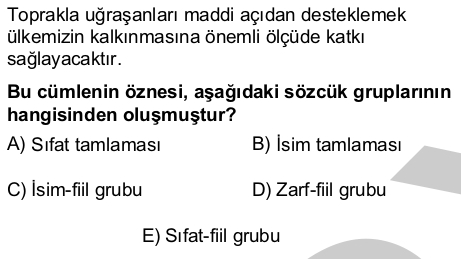 Toprakla uğraşanları maddi açıdan desteklemek
ülkemizin kalkınmasına önemli ölçüde katkı
sağlayacaktır.
Bu cümlenin öznesi, aşağıdaki sözcük gruplarının
hangisinden oluşmuştur?
A) Sıfat tamlaması B) İsim tamlaması
C) İsim-fiil grubu D) Zarf-fiil grubu
E) Sıfat-fiil grubu